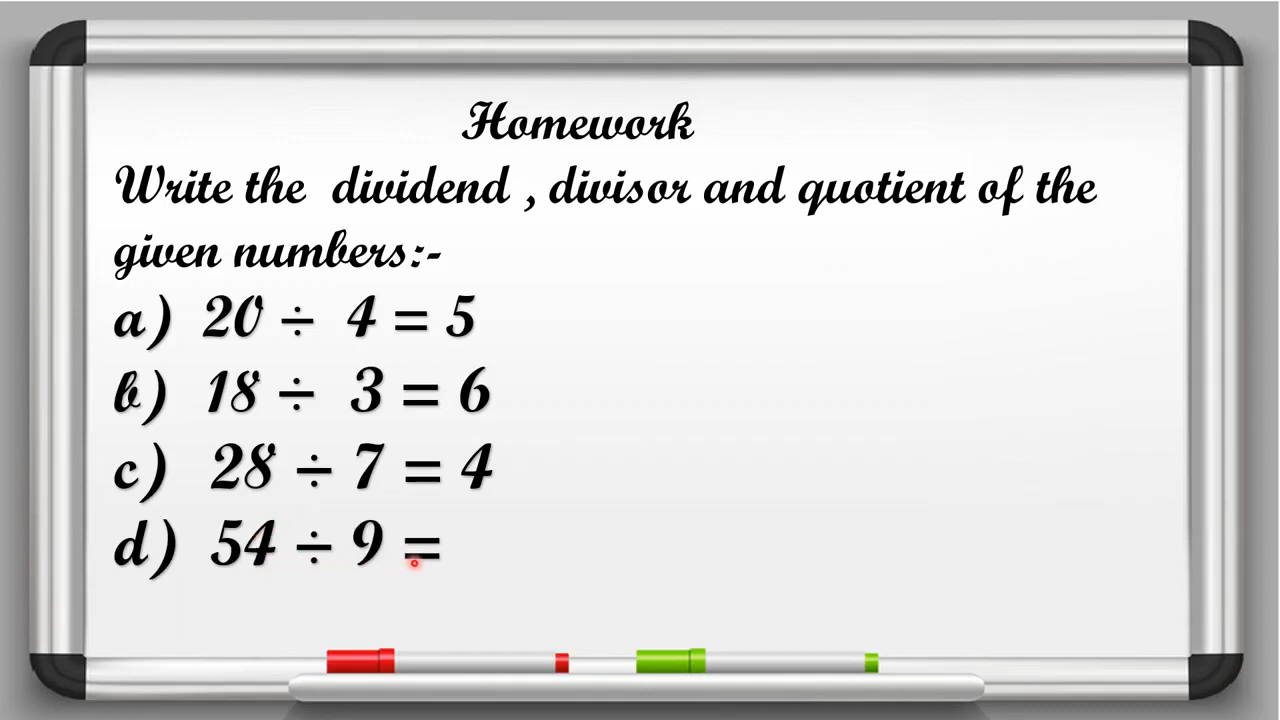 Homework
Write the dividend , divisor and quotient of the
given numbers:-
a) 20 ÷ 4 = 5
b) 18 ÷ 3 = 6
c) 28 ÷ 7 = 4
d) 54 ÷ 9 =